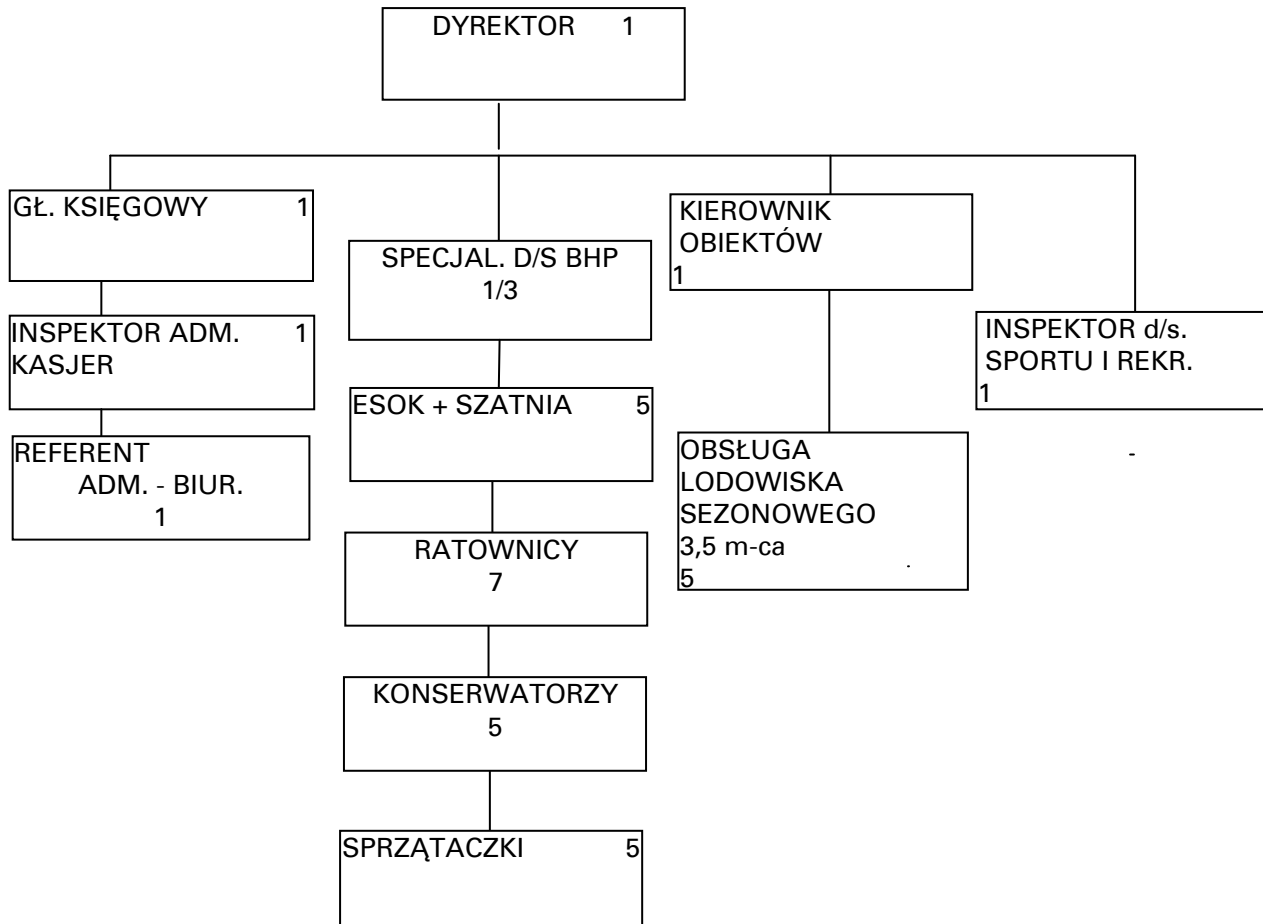 DYREKTOR 1
GŁ. KSIĘGOWY 1
INSPEKTOR ADM. 1
KASJER
REFERENT
ADM. - BIUR.
1
SPECJAL. D/S BHP
1/3
ESOK + SZATNIA 5
RATOWNICY
7
KONSERWATORZY
5
SPRZĄTACZKI 5
KIEROWNIK
OBIEKTÓW
1
OBSŁUGA
LODOWISKA
SEZONOWEGO
3,5 m-ca
.
5
INSPEKTOR d/s.
SPORTU I REKR.
1
-